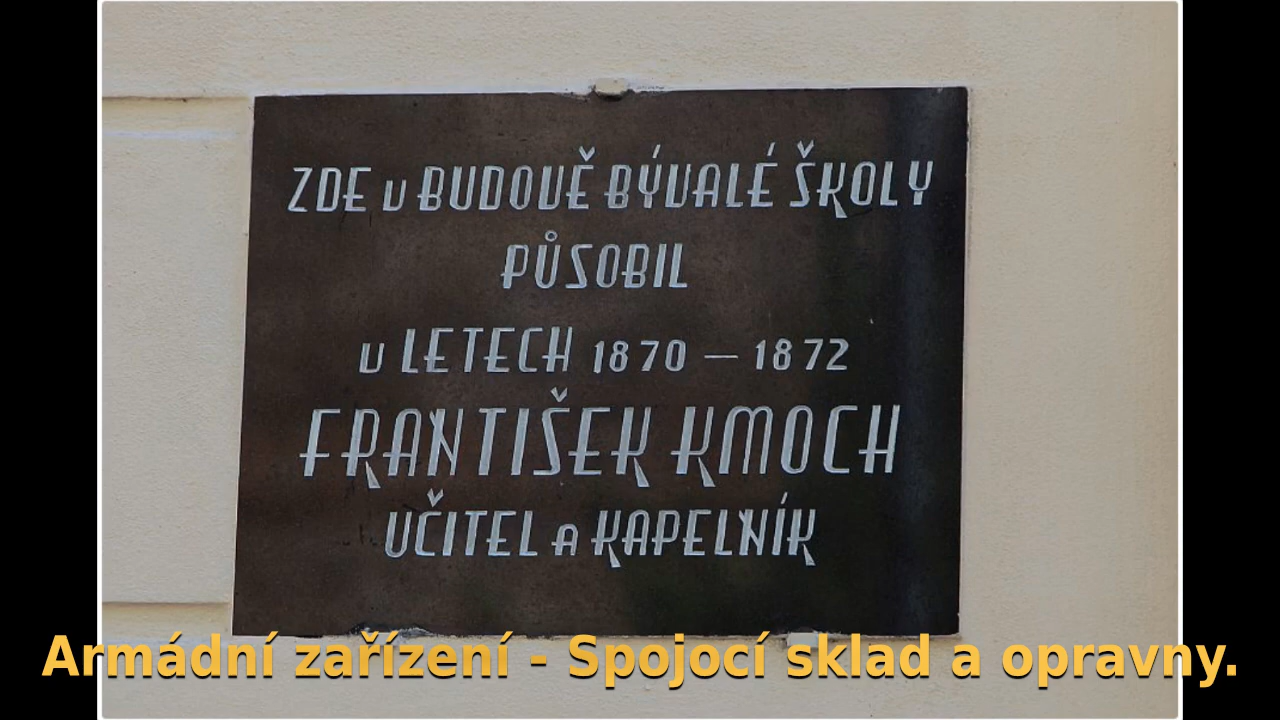 ZDE v BUDOVĚ BÝVALÉ ŠKOLY
PŮSOBIL
v LETECH 1870 — 1872
FRANTIŠEK KMOCH
UČITEL a KAPELNÍK
Armádní zařízení - Spojocí sklad a opravny.